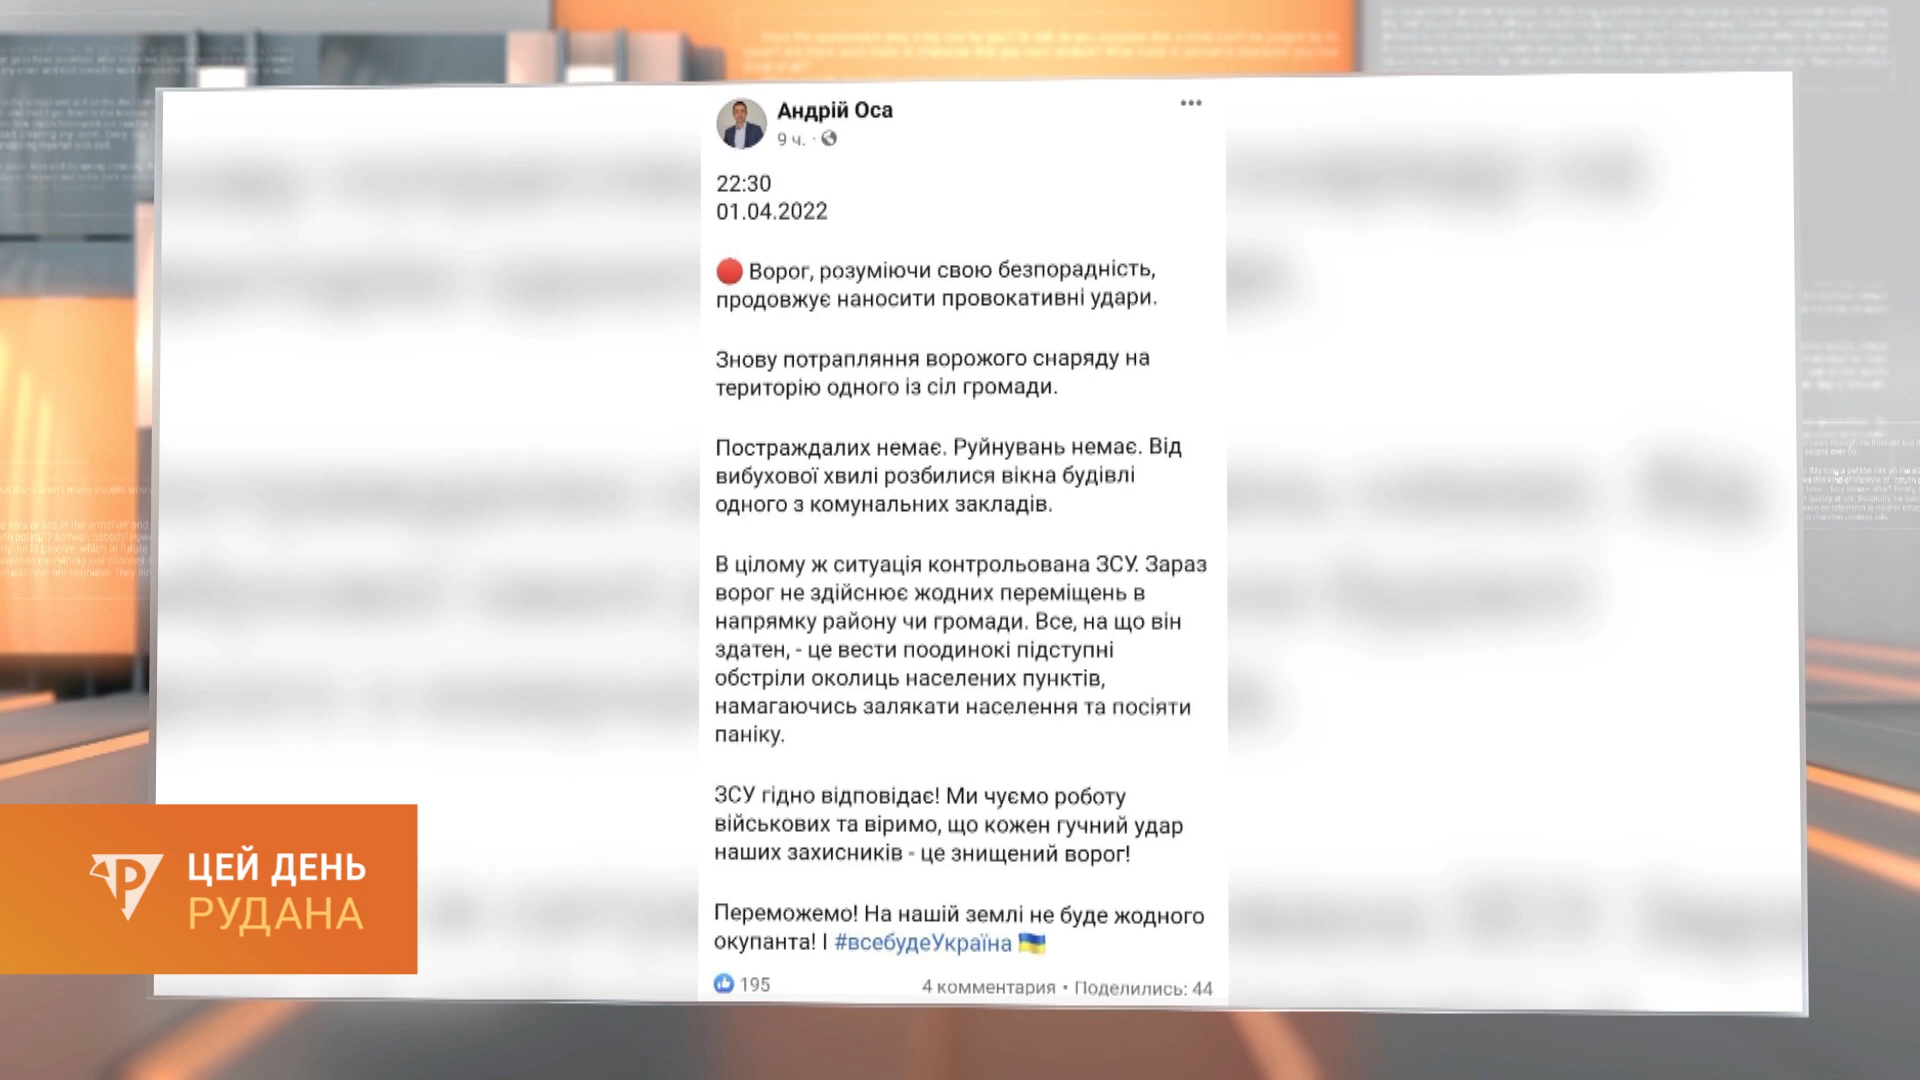 Андрій Оса
9 ч. ·
22:30
01.04.2022
🔴 Ворог, розуміючи свою безпорадність,
продовжує наносити провокативні удари.
Знову потрапляння ворожого снаряду на
територію одного із сіл громади.
Постраждалих немає. Руйнувань немає. Від
вибухової хвилі розбилися вікна будівлі
одного з комунальних закладів.
В цілому ж ситуація контрольована ЗСУ. Зараз
ворог не здійснює жодних переміщень в
напрямку району чи громади. Все, на що він
здатен, - це вести поодинокі підступні
обстріли околиць населених пунктів,
намагаючись залякати населення та посіяти
паніку.
ЗСУ гідно відповідає! Ми чуємо роботу
військових та віримо, що кожен гучний удар
наших захисників - це знищений ворог!
Переможемо! На нашій землі не буде жодного
окупанта! І #всебудеУкраїна 🇺🇦
195
4 комментария • Поделились: 44
ЦЕЙ ДЕНЬ
РУДАНА